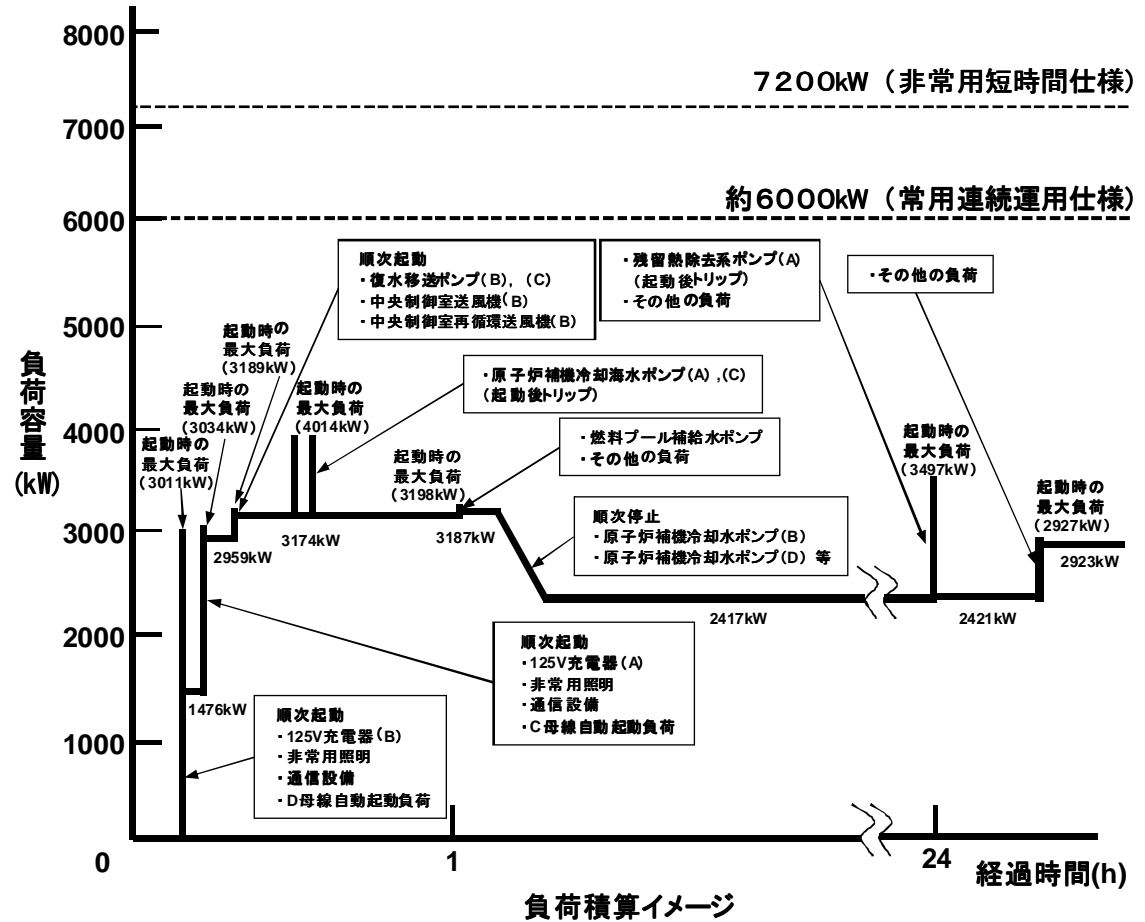 8000
7200kW (非常用短時間仕様)
7000
約6000kW (常用連続運用仕様)
6000
5000
4000
3000
2000
1000
0
負荷容量
(kW)
順次起動
・復水移送ポンプ(B), (C)
・中央制御室送風機(B)
・中央制御室再循環送風機(B)
・残留熱除去系ポンプ(A)
(起動後トリップ)
・その他の負荷
・その他の負荷
起動時の
最大負荷
(3189kW)
起動時の
最大負荷
(3034kW)
起動時の
最大負荷
(3011kW)
起動時の
最大負荷
(4014kW)
・原子炉補機冷却海水ポンプ(A) ,(C)
(起動後トリップ)
起動時の
最大負荷
(3198kW)
・燃料プール補給水ポンプ
・その他の負荷
起動時の
最大負荷
(3497kW)
起動時の
最大負荷
(2927kW)
2959kW
3174kW
3187kW
順次停止
・原子炉補機冷却水ポンプ(B)
・原子炉補機冷却水ポンプ(D) 等
2923kW
2417kW
2421kW
1476kW
順次起動
・125V充電器(A)
・非常用照明
・通信設備
・C母線自動起動負荷
順次起動
・125V充電器(B)
・非常用照明
・通信設備
・D母線自動起動負荷
1
24
経過時間(h)
負荷積算イメージ